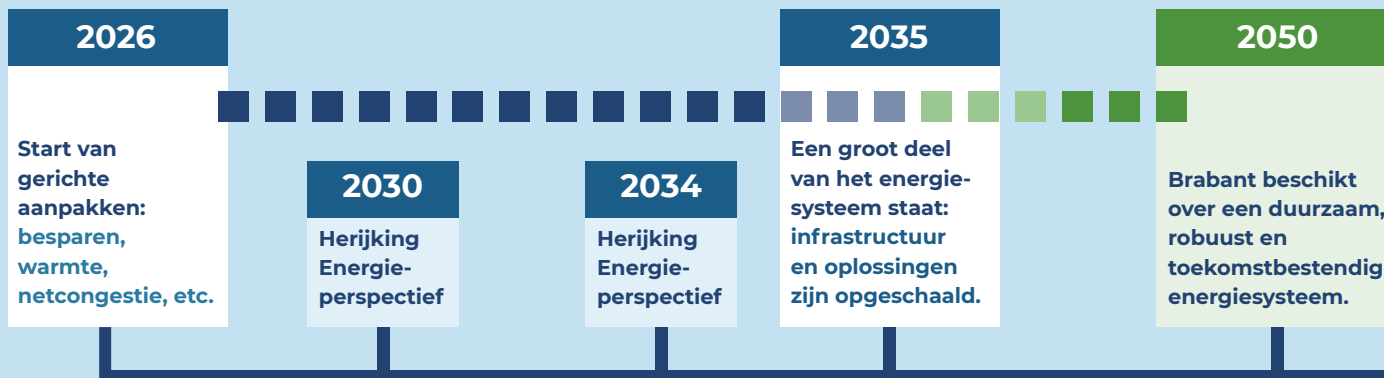 2026
Start van
gerichte
aanpakken:
besparen,
warmte,
netcongestie, etc.
2030
Herijking
Energie-
perspectief
2034
Herijking
Energie-
perspectief
2035
Een groot deel
van het energie-
systeem staat:
infrastructuur
en oplossingen
zijn opgeschaald.
2050
Brabant beschikt
over een duurzaam,
robuust en
toekomstbestendig
energiesysteem.